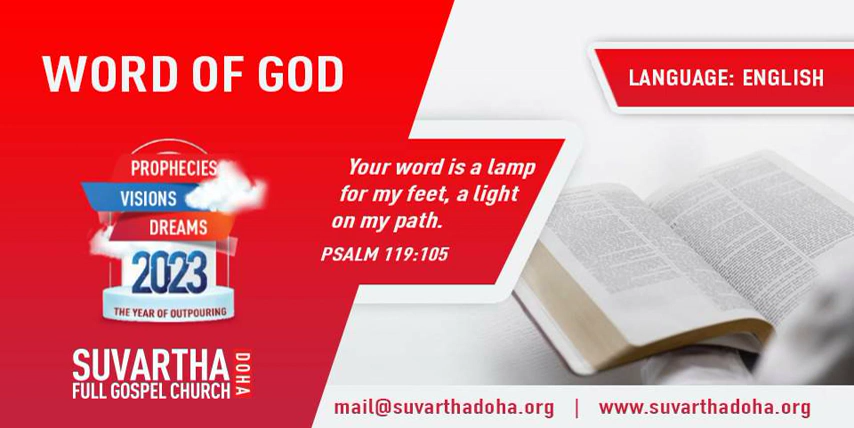 WORD OF GOD
LANGUAGE: ENGLISH
PROPHECIES
VISIONS
DREAMS
2023
THE YEAR OF OUTPOURING
Your word is a lamp
for my feet, a light
on my path.
PSALM 119:105
SUVARTHA
DOHA
FULL GOSPEL CHURCH
mail@suvarthadoha.org | www.suvarthadoha.org